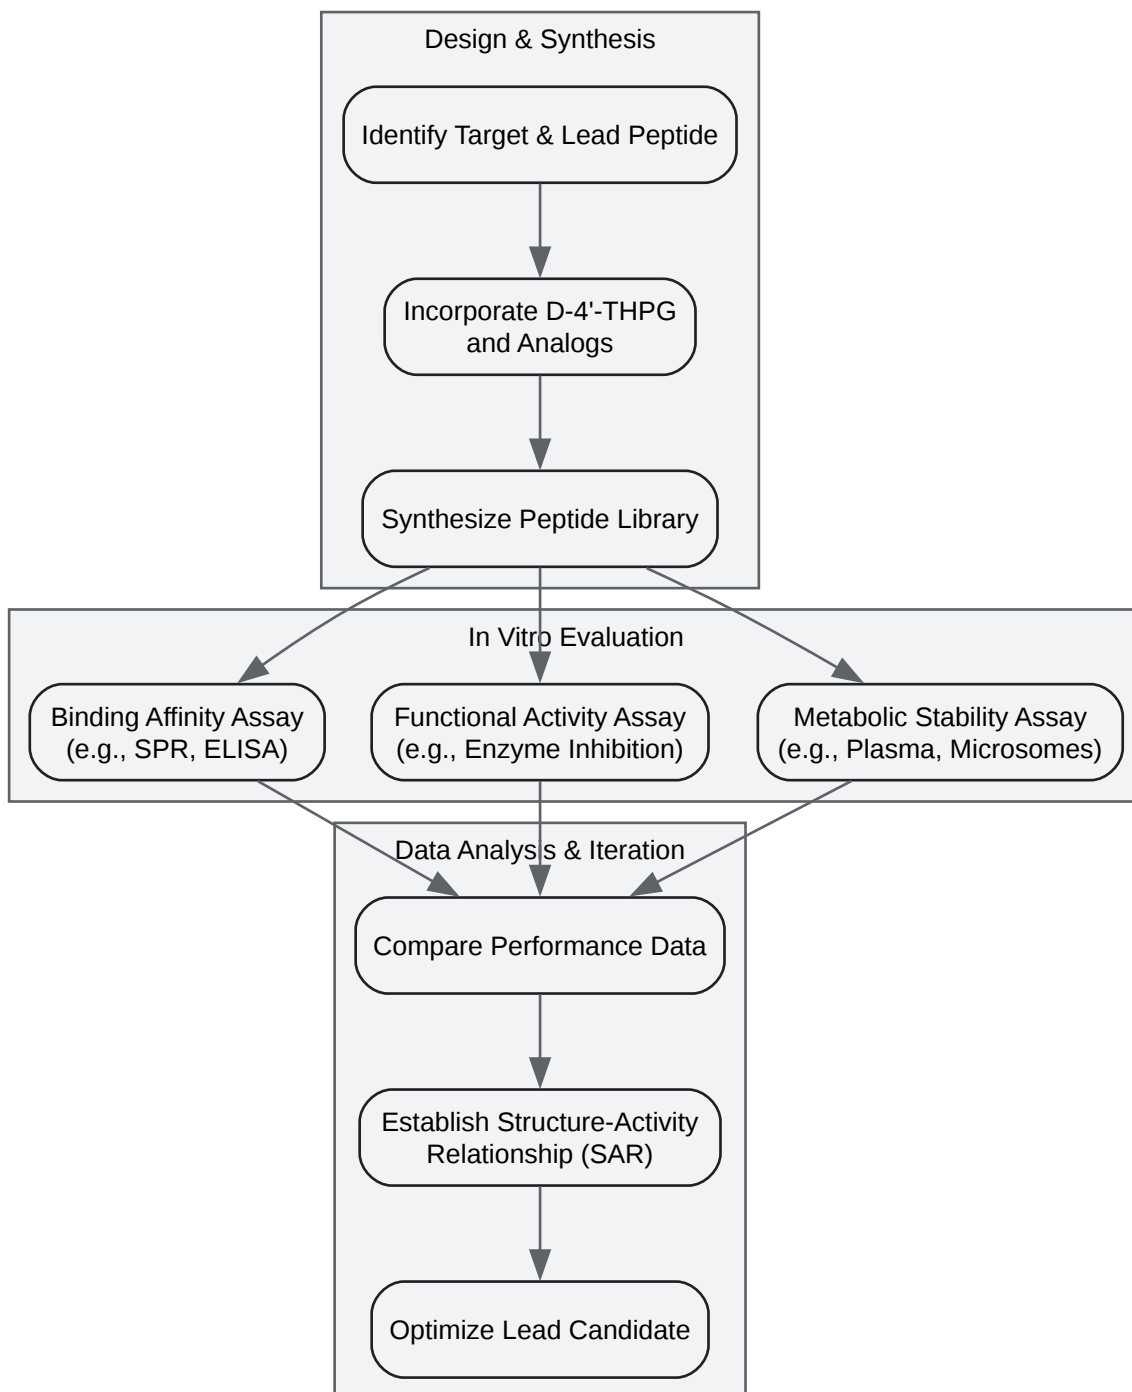 Design & Synthesis
Identify Target & Lead Peptide
Incorporate D-4'-THPG
and Analogs
Synthesize Peptide Library
In Vitro Evaluation
Binding Affinity Assay
(e.g., SPR, ELISA)
Functional Activity Assay
(e.g., Enzyme Inhibition)
Metabolic Stability Assay
(e.g., Plasma, Microsomes)
Data Analysis & Iteration
Compare Performance Data
Establish Structure-Activity
Relationship (SAR)
Optimize Lead Candidate